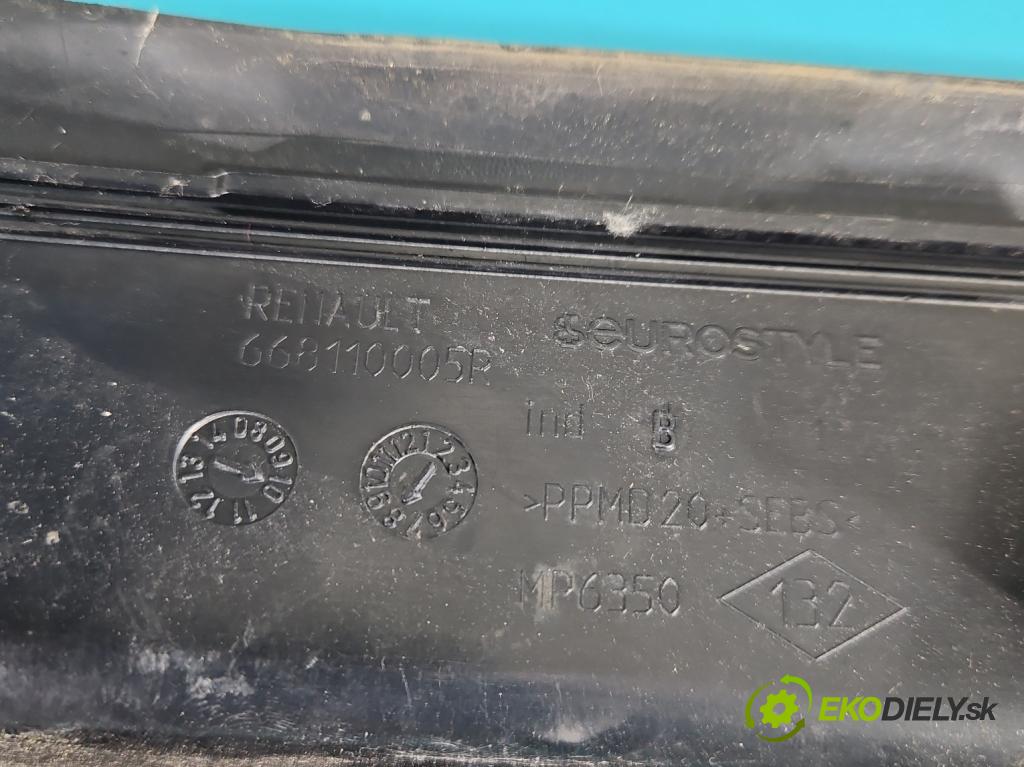 RENAULT
668110005R
eUROSTYLE
ind B
>PPMD20+SEBS<
MP6350
132
EKODIELY.sk